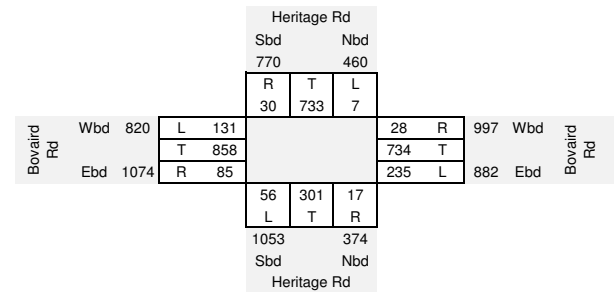 Heritage Rd
Sbd Nbd
770 460
R T L
30 733 7
Bovaird Rd Wbd 820 L 131 28 R 997 Wbd Bovaird Rd
T 858 734 T
Ebd 1074 R 85 235 L 882 Ebd
56 301 17
L T R
1053 374
Sbd Nbd
Heritage Rd